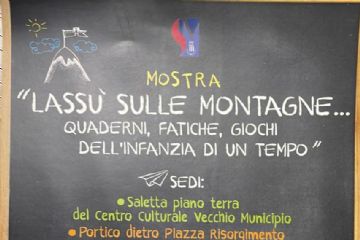 MOSTRA
"LASSÙ SULLE MONTAGNE...
QUADERNI, FATICHE, GIOCHI
DELL'INFANZIA DI UN TEMPO"
SEDI:
• Saletta piano terra
del Centro Culturale Vecchio Municipio
• Portico dietro Piazza Risorgimento